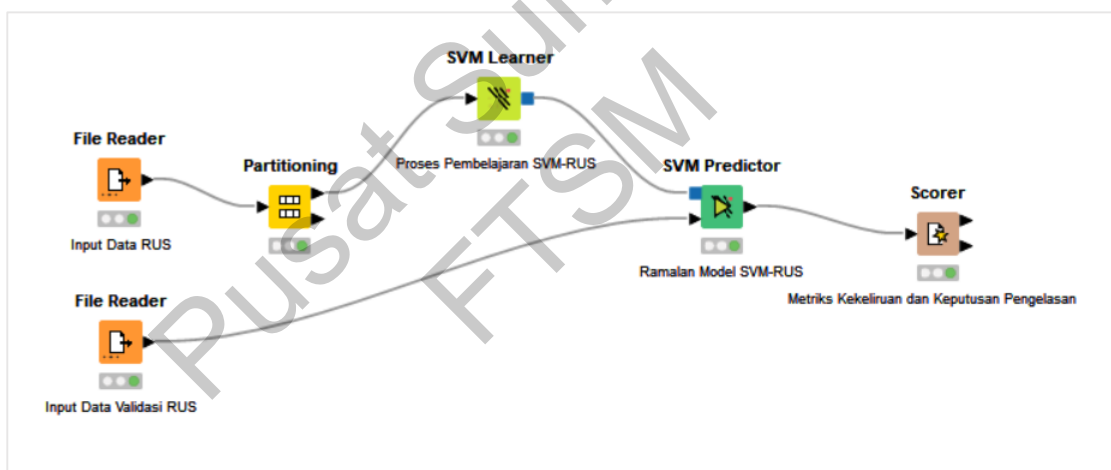 SVM Learner
Proses Pembelajaran SVM-RUS
File Reader
Input Data RUS
Partitioning
SVM Predictor
Ramalan Model SVM-RUS
Scorer
Metriks Kekeliruan dan Keputusan Pengelasan
File Reader
Input Data Validasi RUS
Pusat
FTSM